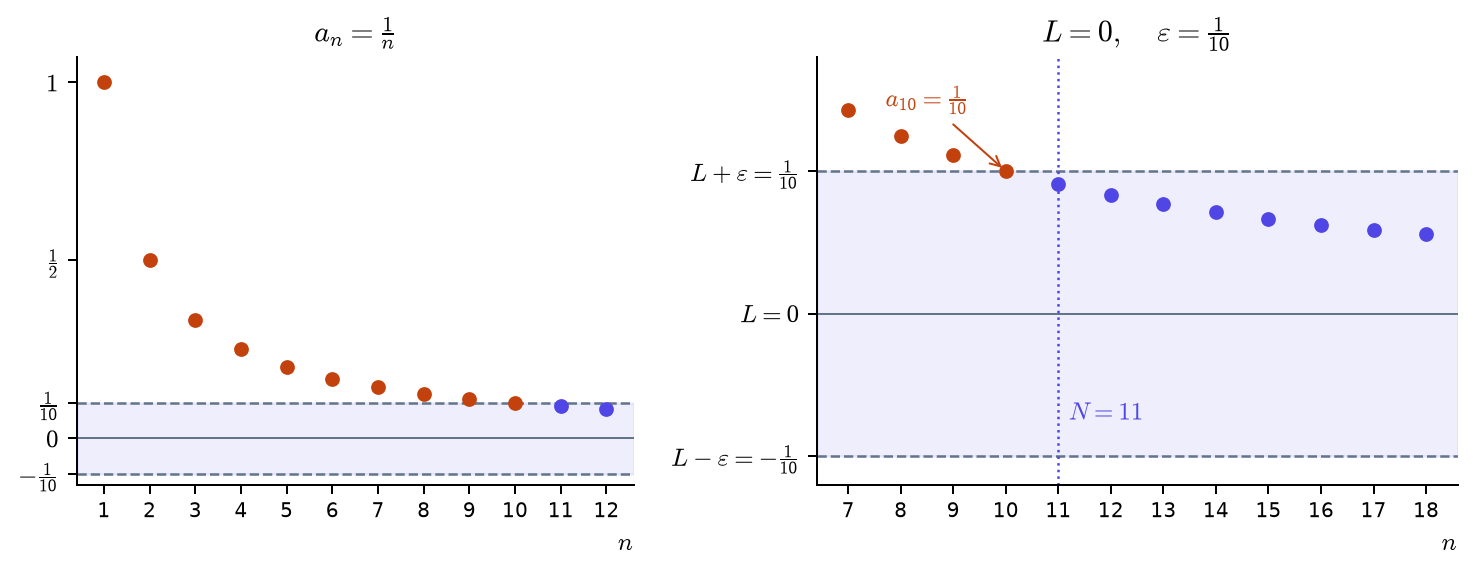 aₙ = 1/n
1
1/2
1/10
0
−1/10
1 2 3 4 5 6 7 8 9 10 11 12
n
L = 0, ε = 1/10
a₁₀ = 1/10
L + ε = 1/10
L = 0
N = 11
L − ε = −1/10
7 8 9 10 11 12 13 14 15 16 17 18
n